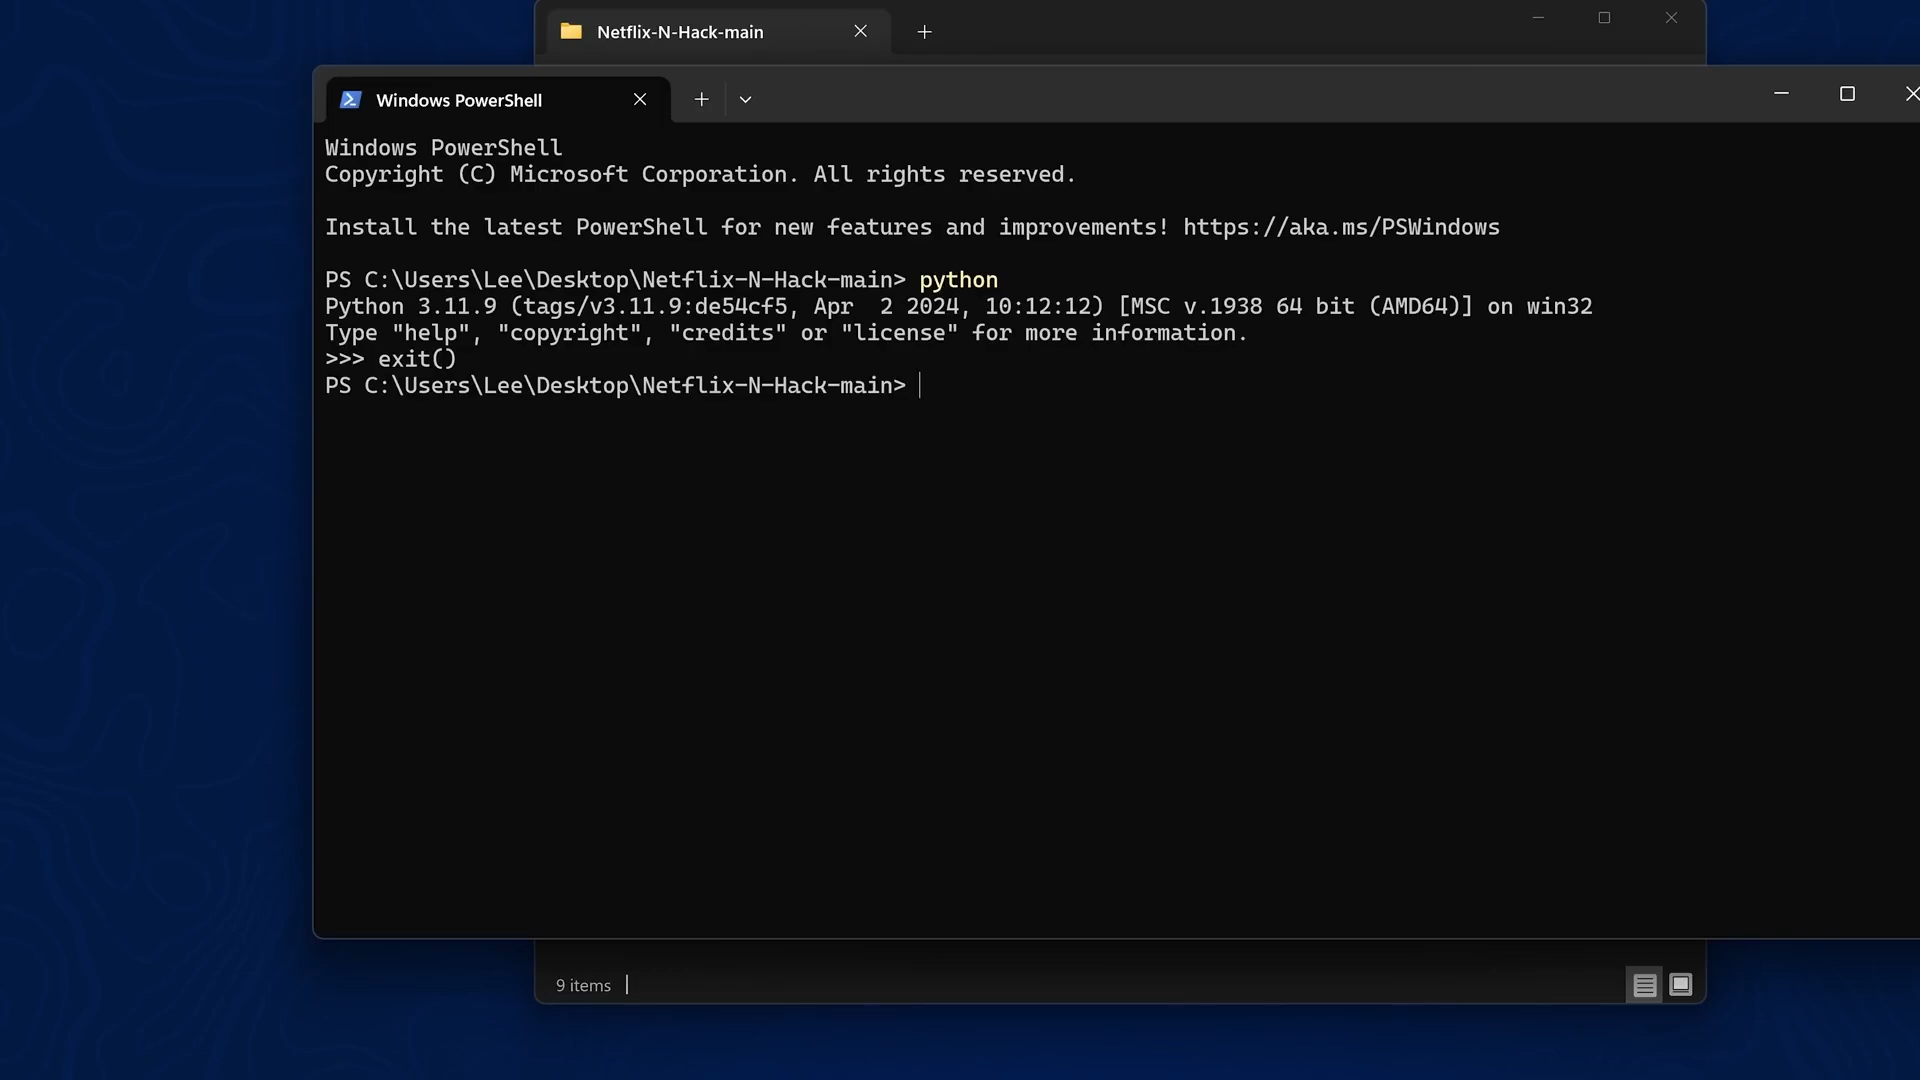 Netflix-N-Hack-main
Windows PowerShell
Windows PowerShell
Copyright (C) Microsoft Corporation. All rights reserved.
Install the latest PowerShell for new features and improvements! https://aka.ms/PSWindows
PS C:\Users\Lee\Desktop\Netflix-N-Hack-main> python
Python 3.11.9 (tags/v3.11.9:de54cf5, Apr  2 2024, 10:12:12) [MSC v.1938 64 bit (AMD64)] on win32
Type "help", "copyright", "credits" or "license" for more information.
>>> exit()
PS C:\Users\Lee\Desktop\Netflix-N-Hack-main>
9 items